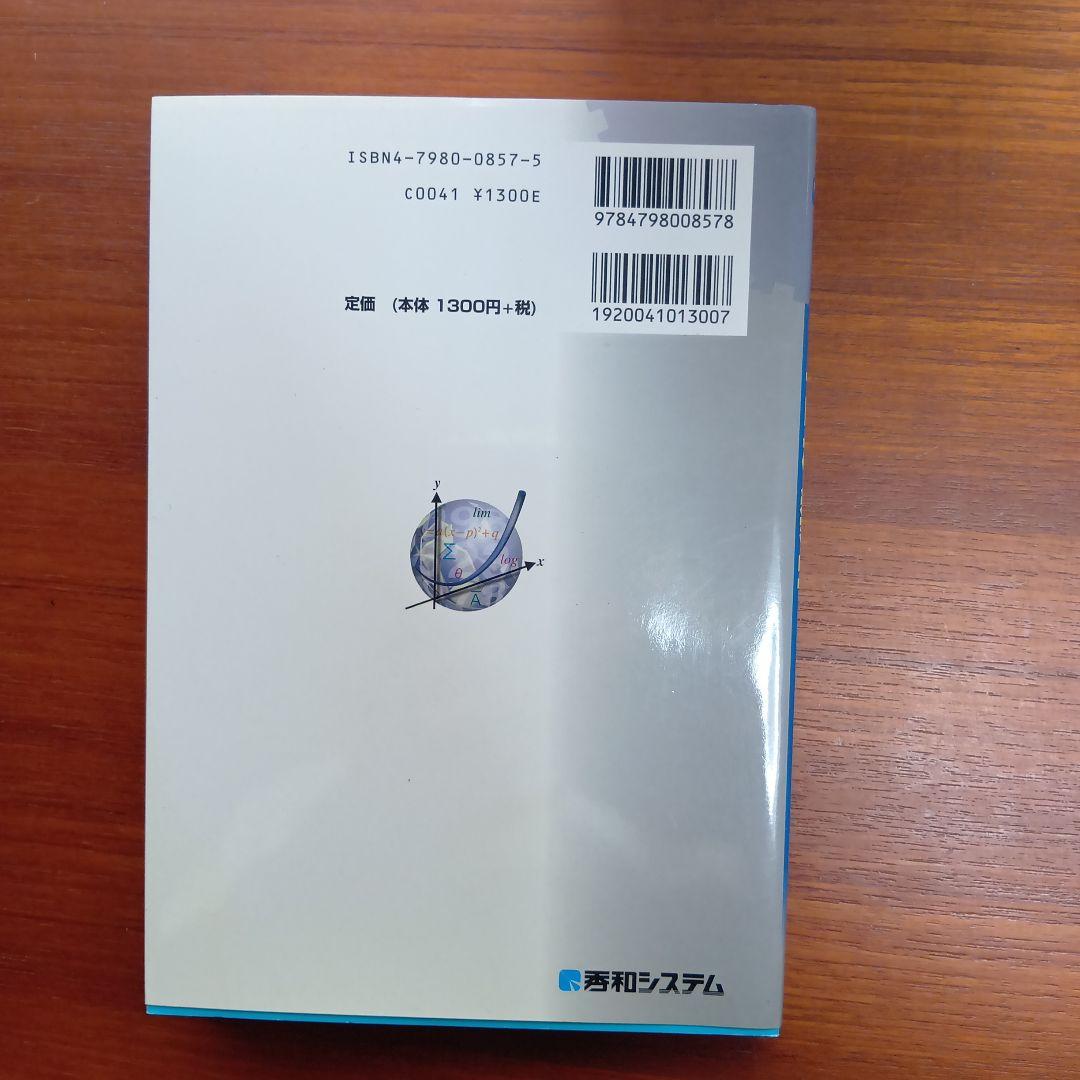 ISBN4-7980-0857-5
C0041 ¥1300E
定価 (本体 1300円+税)
9784798008578
1920041013007
y
lim
(x-p)²+q
Σ
log
x
θ
A
秀和システム